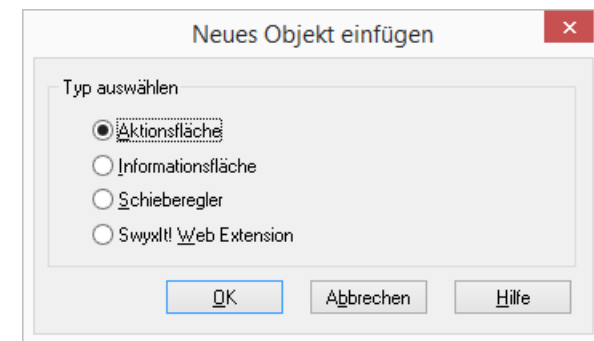 Neues Objekt einfügen
Typ auswählen
Aktionsfläche
Informationsfläche
Schieberegler
SwyxIt! Web Extension
OK Abbrechen Hilfe